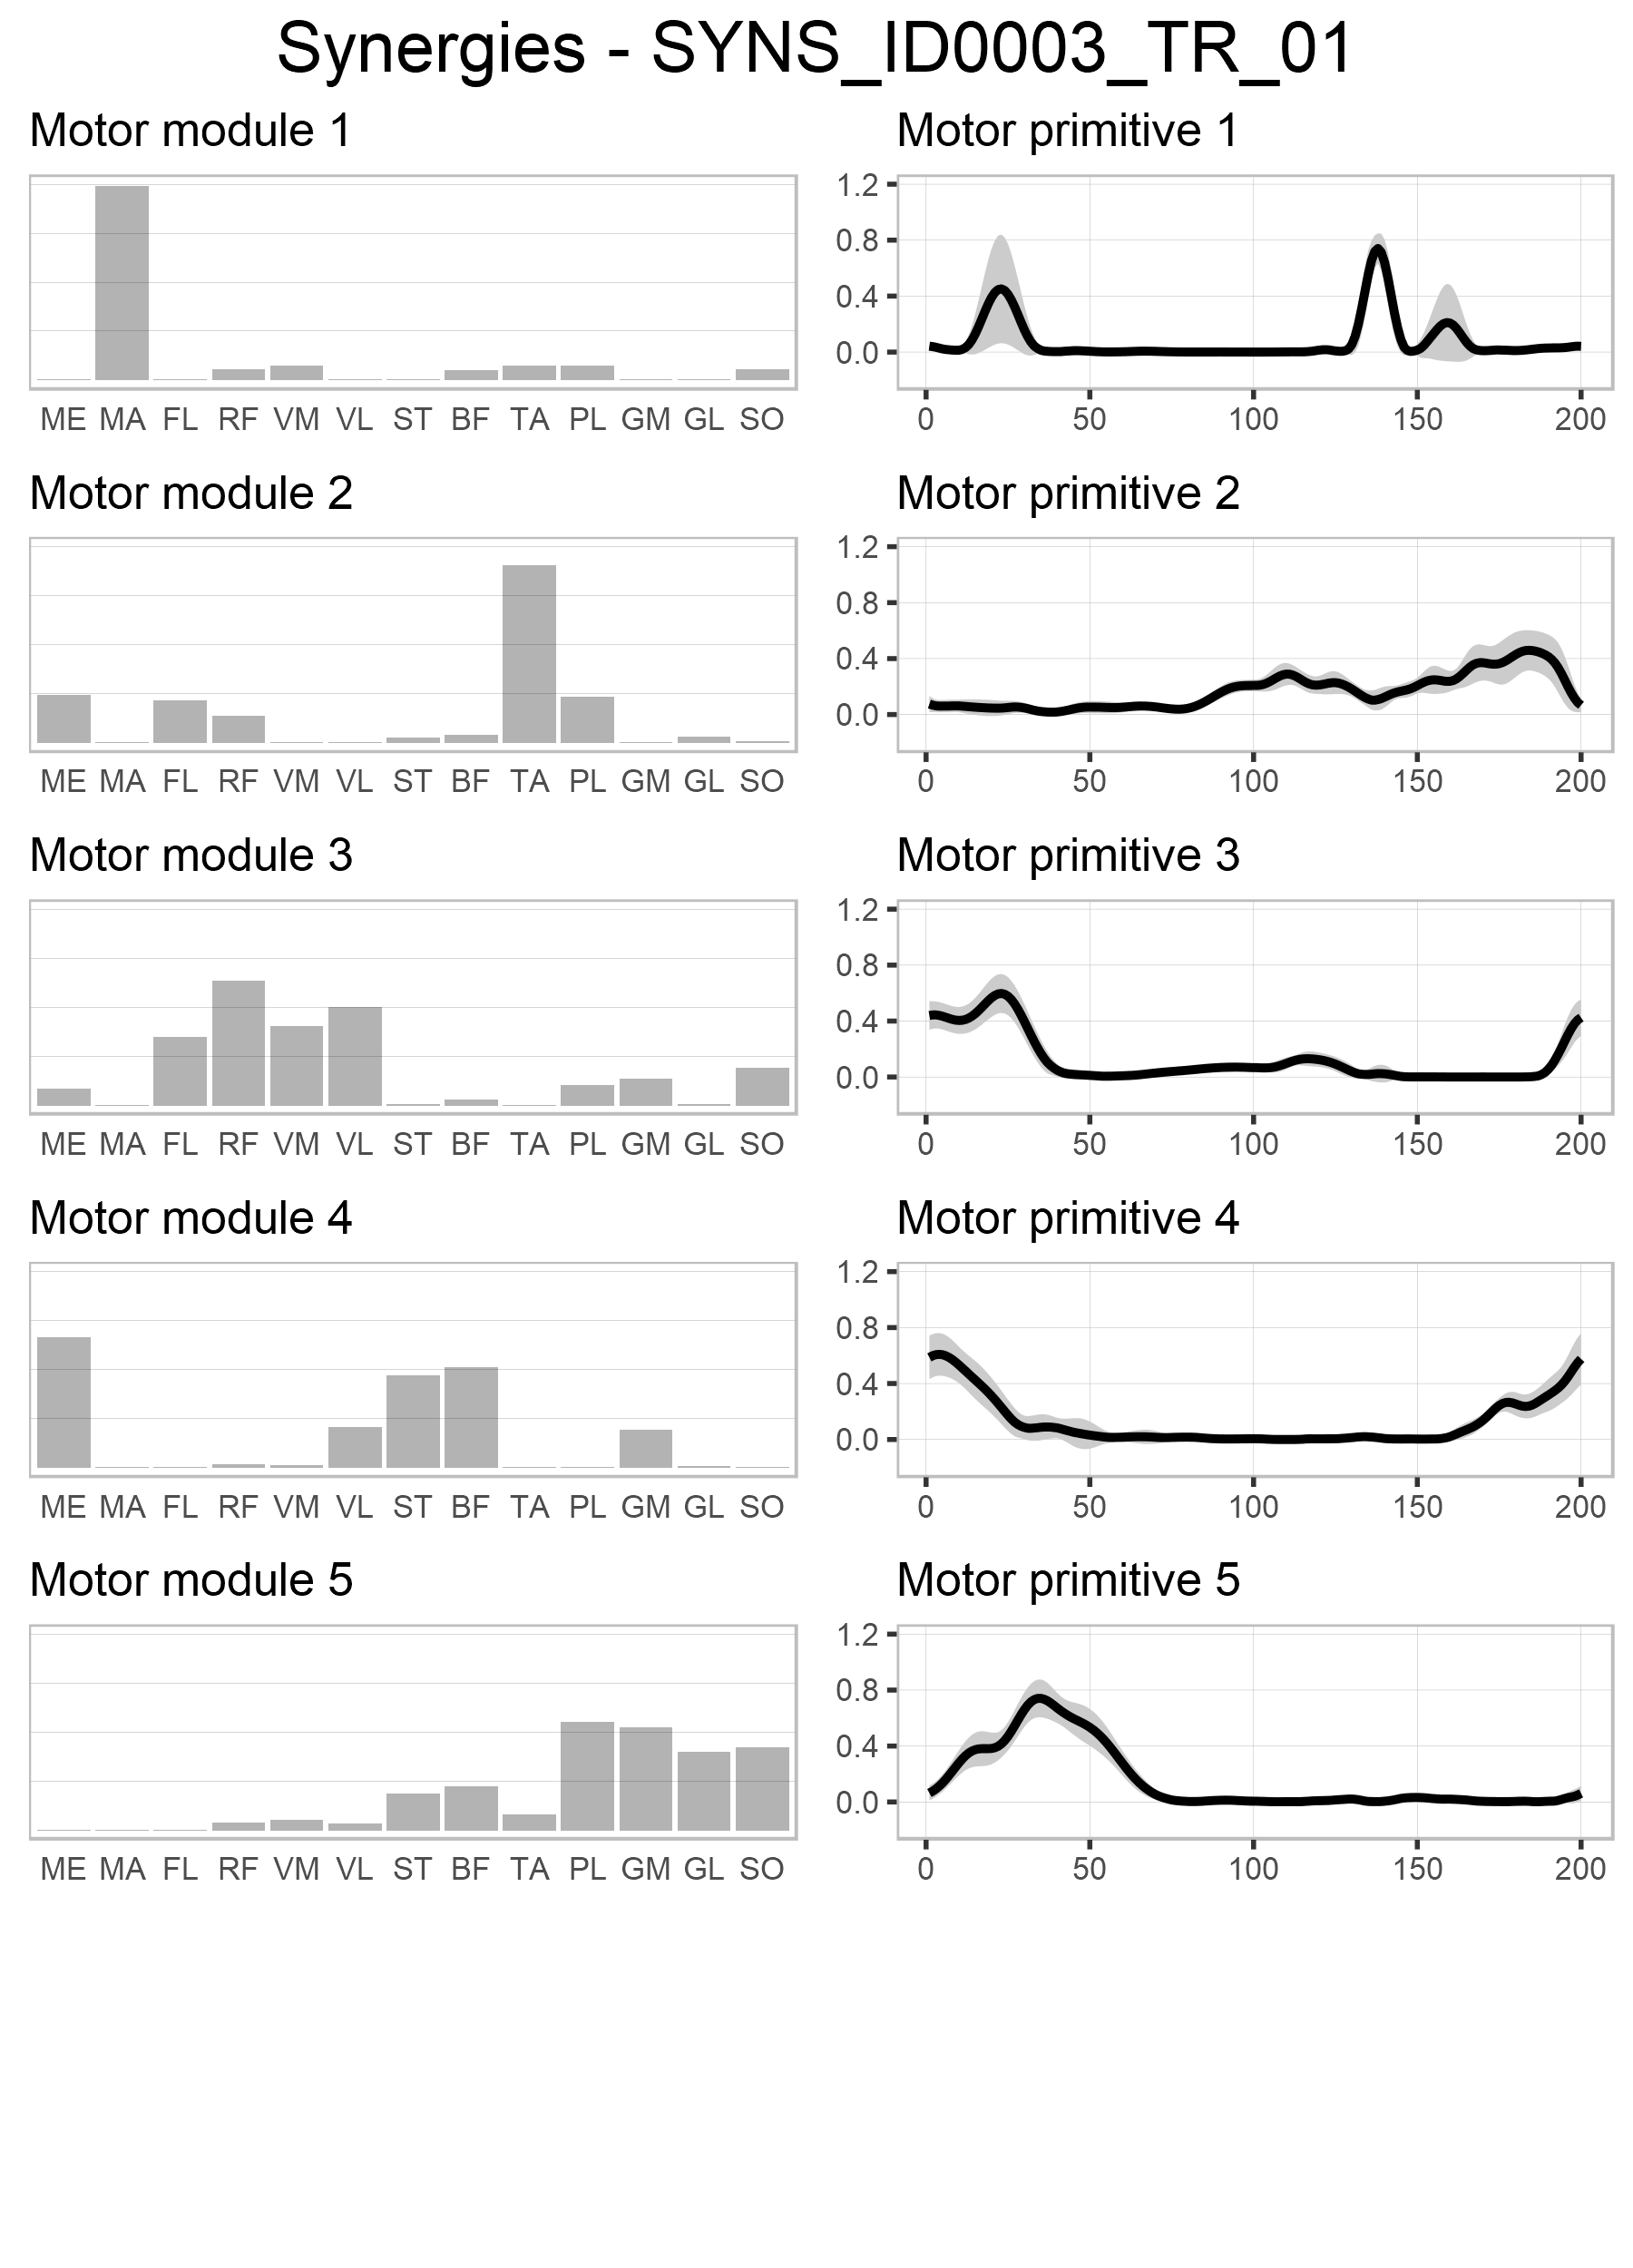 Synergies - SYNS_ID0003_TR_01
Motor module 1
Motor primitive 1
1.2
0.8
0.4
0.0
ME MA FL RF VM VL ST BF TA PL GM GL SO
0 50 100 150 200
Motor module 2
Motor primitive 2
1.2
0.8
0.4
0.0
ME MA FL RF VM VL ST BF TA PL GM GL SO
0 50 100 150 200
Motor module 3
Motor primitive 3
1.2
0.8
0.4
0.0
ME MA FL RF VM VL ST BF TA PL GM GL SO
0 50 100 150 200
Motor module 4
Motor primitive 4
1.2
0.8
0.4
0.0
ME MA FL RF VM VL ST BF TA PL GM GL SO
0 50 100 150 200
Motor module 5
Motor primitive 5
1.2
0.8
0.4
0.0
ME MA FL RF VM VL ST BF TA PL GM GL SO
0 50 100 150 200